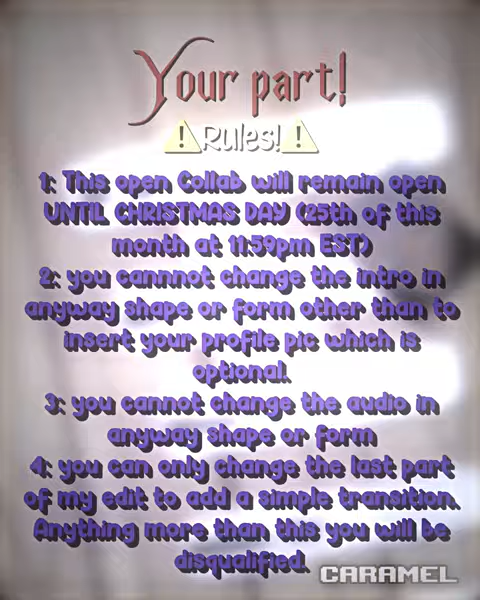 Your part!
⚠Rules!⚠
1: This open Collab will remain open
UNTIL CHRISTMAS DAY (25th of this
month at 11:59pm EST)
2: you cannnot change the intro in
anyway shape or form other than to
insert your profile pic which is
optional.
3: you cannot change the audio in
anyway shape or form
4: you can only change the last part
of my edit to add a simple transition.
Anything more than this you will be
disqualified.
CARAMEL